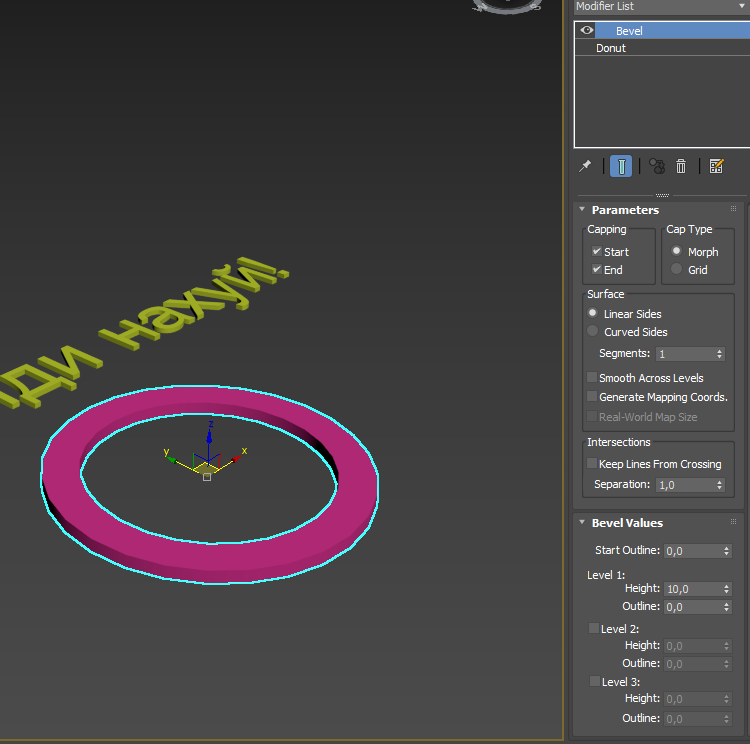 Modifier List
Bevel
Donut
Parameters
Capping
Cap Type
Start
Morph
End
Grid
Surface
Linear Sides
Curved Sides
Segments: 1
Smooth Across Levels
Generate Mapping Coords.
Real-World Map Size
Intersections
Keep Lines From Crossing
Separation: 1,0
Bevel Values
Start Outline: 0,0
Level 1:
Height: 10,0
Outline: 0,0
Level 2:
Height: 0,0
Outline: 0,0
Level 3:
Height: 0,0
Outline: 0,0
ди нахуй!
z
y
x